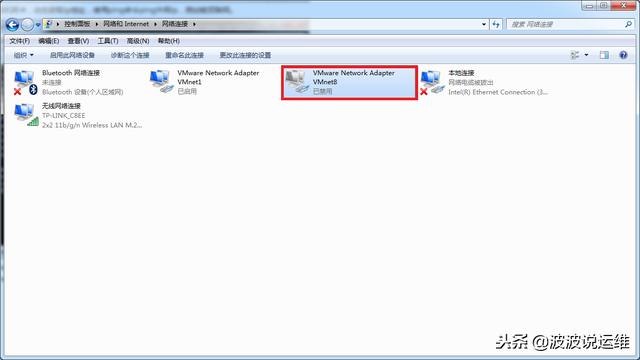 控制面板 ▸ 网络和 Internet ▸ 网络连接 ▸
搜索 网络连接
文件(F) 编辑(E) 查看(V) 工具(T) 高级(N) 帮助(H)
组织 启用此网络设备 诊断这个连接 重命名此连接 更改此连接的设置
Bluetooth 网络连接
未连接
Bluetooth 设备(个人区域网)
VMware Network Adapter
VMnet1
已启用
VMware Network Adapter
VMnet8
已禁用
本地连接
网络电缆被拔出
Intel(R) Ethernet Connection (3...
无线网络连接
TP-LINK_C8EE
2x2 11b/g/n Wireless LAN M.2...
头条 @波波说运维